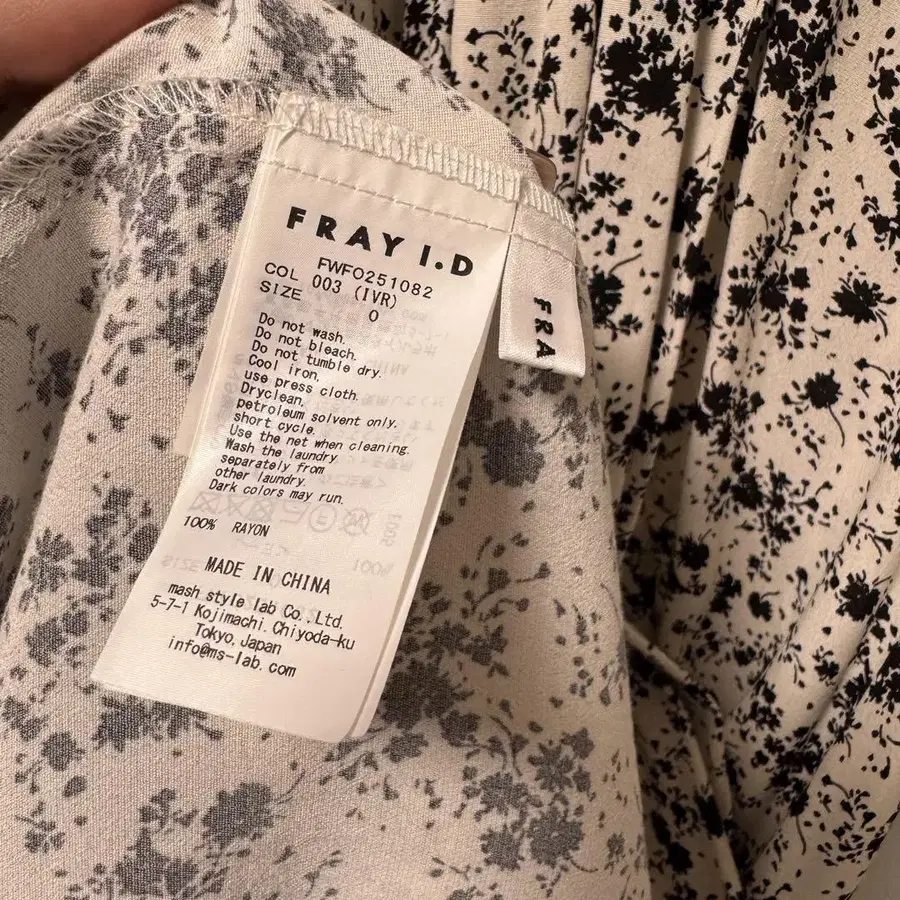 FRAY I.D
FWFO251082
COL 003 (IVR)
SIZE 0
Do not wash.
Do not bleach.
Do not tumble dry.
Cool iron,
use press cloth.
Dryclean.
petroleum solvent only.
short cycle.
Use the net when cleaning.
Wash the laundry
separately from
other laundry.
Dark colors may run.
100% RAYON
MADE IN CHINA
mash style lab Co.,Ltd.
5-7-1 Kojimachi, Chiyoda-ku
Tokyo, Japan
info@ms-lab.com
FRA